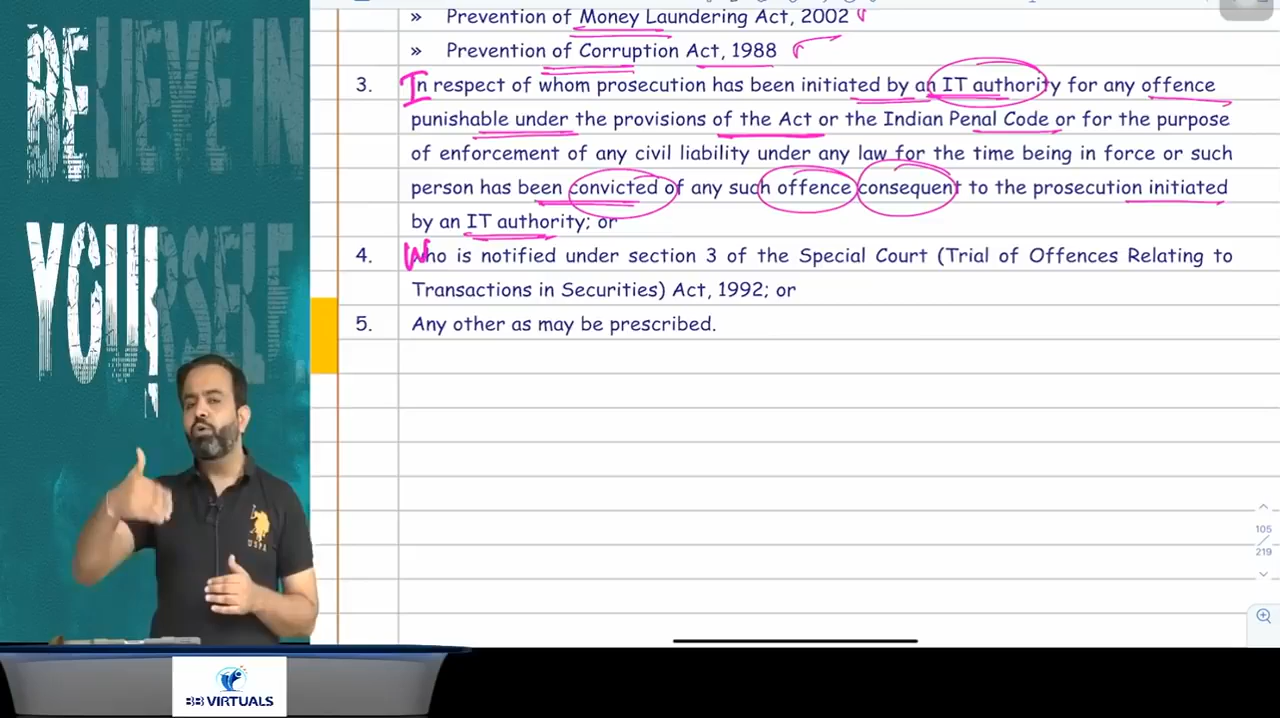 BELIEVE IN
YOURSELF
YOU!
» Prevention of Money Laundering Act, 2002
» Prevention of Corruption Act, 1988
3. In respect of whom prosecution has been initiated by an IT authority for any offence
punishable under the provisions of the Act or the Indian Penal Code or for the purpose
of enforcement of any civil liability under any law for the time being in force or such
person has been convicted of any such offence consequent to the prosecution initiated
by an IT authority; or
4. Who is notified under section 3 of the Special Court (Trial of Offences Relating to
Transactions in Securities) Act, 1992; or
5. Any other as may be prescribed.
USPA
105
219
BB VIRTUALS